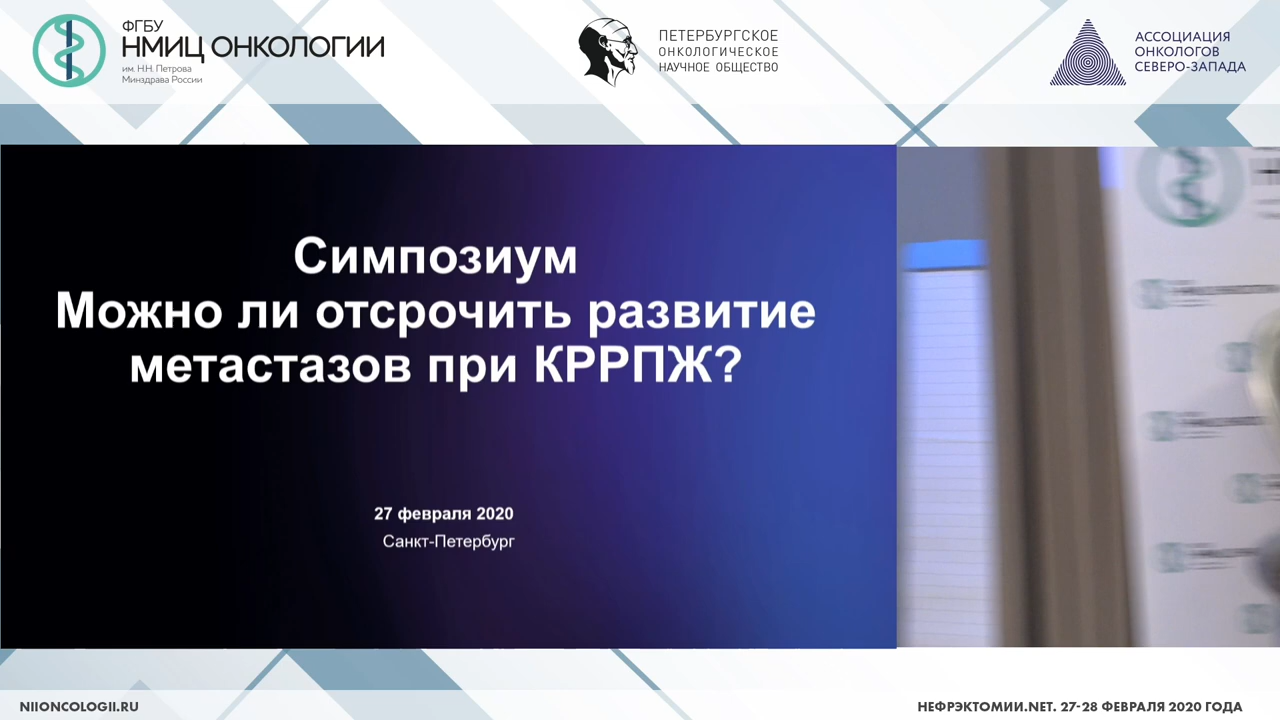 ФГБУ
НМИЦ ОНКОЛОГИИ
им. Н.Н. Петрова
Минздрава России
ПЕТЕРБУРГСКОЕ
ОНКОЛОГИЧЕСКОЕ
НАУЧНОЕ ОБЩЕСТВО
АССОЦИАЦИЯ
ОНКОЛОГОВ
СЕВЕРО-ЗАПАДА
Симпозиум
Можно ли отсрочить развитие
метастазов при КРРПЖ?
27 февраля 2020
Санкт-Петербург
NIIONCOLOGII.RU
НЕФРЭКТОМИИ.NET. 27-28 ФЕВРАЛЯ 2020 ГОДА